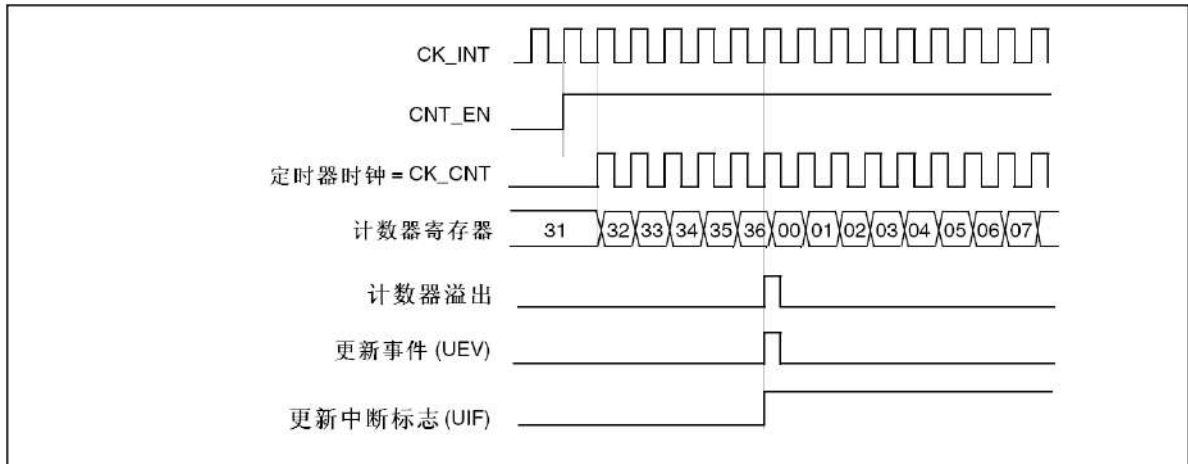 CK_INT
CNT_EN
定时器时钟 = CK_CNT
计数器寄存器 31 32 33 34 35 36 00 01 02 03 04 05 06 07
计数器溢出
更新事件 (UEV)
更新中断标志 (UIF)